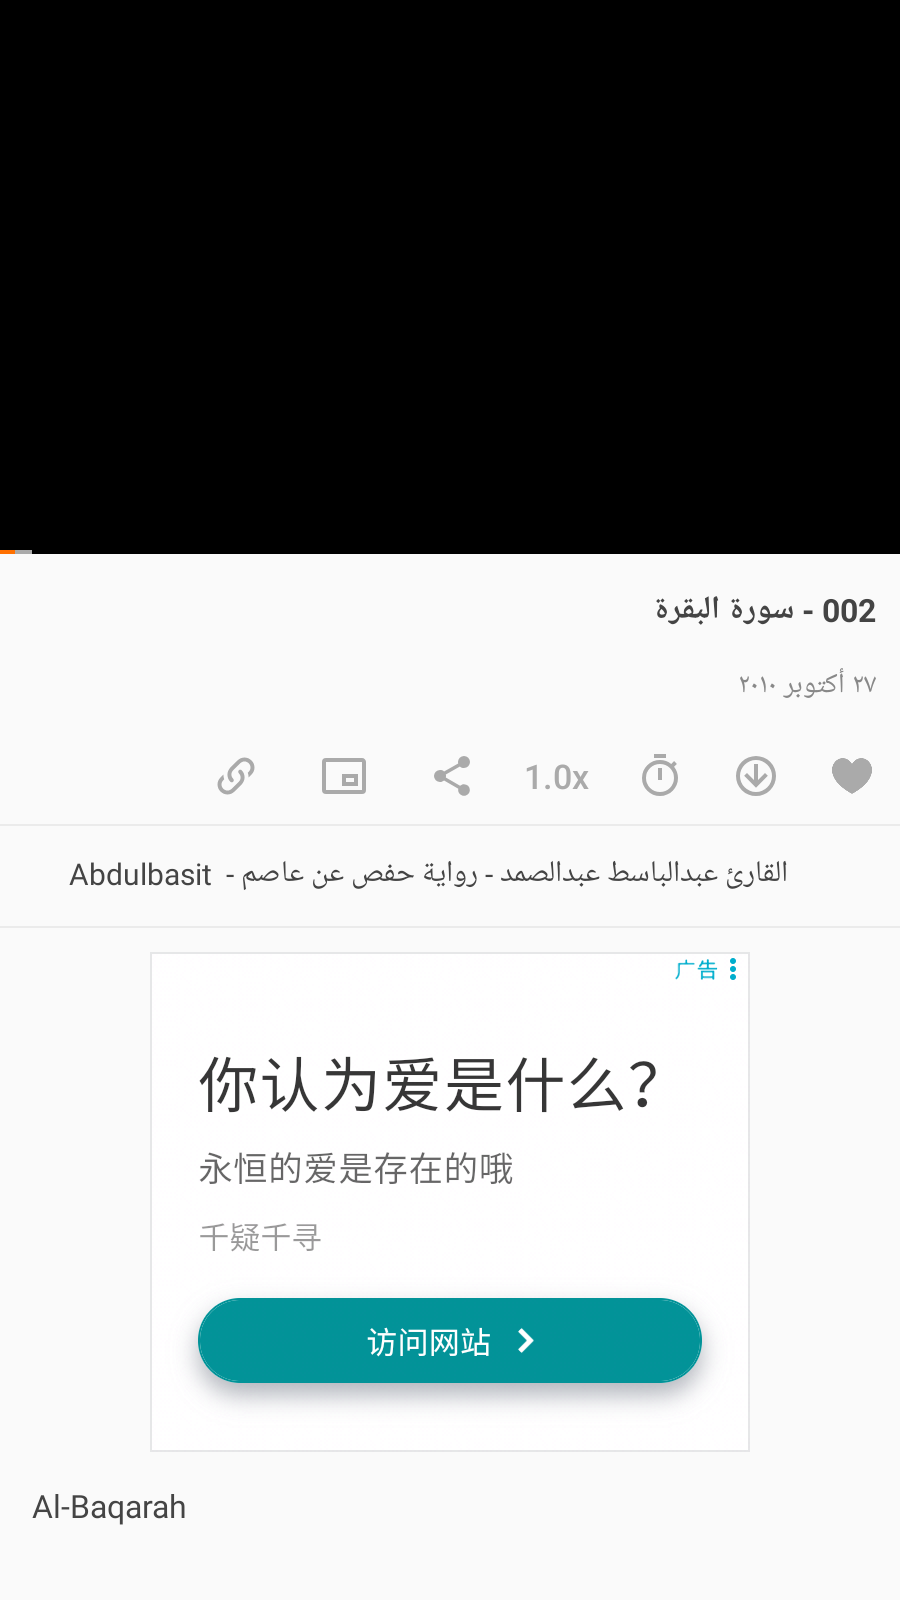 002 - سورة البقرة
٢٧ أكتوبر ٢٠١٠
1.0x
القارئ عبدالباسط عبدالصمد - رواية حفص عن عاصم - Abdulbasit
广告
你认为爱是什么？
永恒的爱是存在的哦
千疑千寻
访问网站
Al-Baqarah